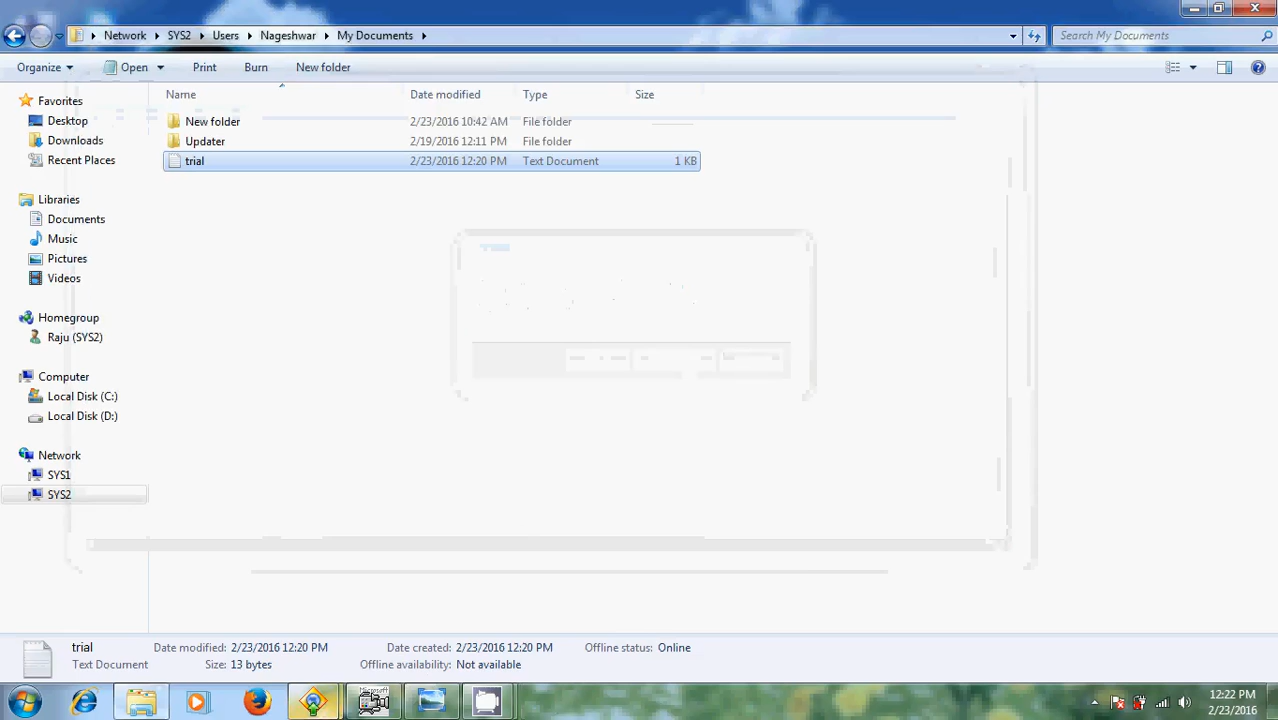 Network SYS2 Users Nageshwar My Documents
Search My Documents
Organize Open Print Burn New folder
Name Date modified Type Size
Favorites
Desktop
Downloads
Recent Places
Libraries
Documents
Music
Pictures
Videos
Homegroup
Raju (SYS2)
Computer
Local Disk (C:)
Local Disk (D:)
Network
SYS1
SYS2
New folder 2/23/2016 10:42 AM File folder
Updater 2/19/2016 12:11 PM File folder
trial 2/23/2016 12:20 PM Text Document 1 KB
trial Date modified: 2/23/2016 12:20 PM Date created: 2/23/2016 12:20 PM Offline status: Online
Text Document Size: 13 bytes Offline availability: Not available
12:22 PM
2/23/2016